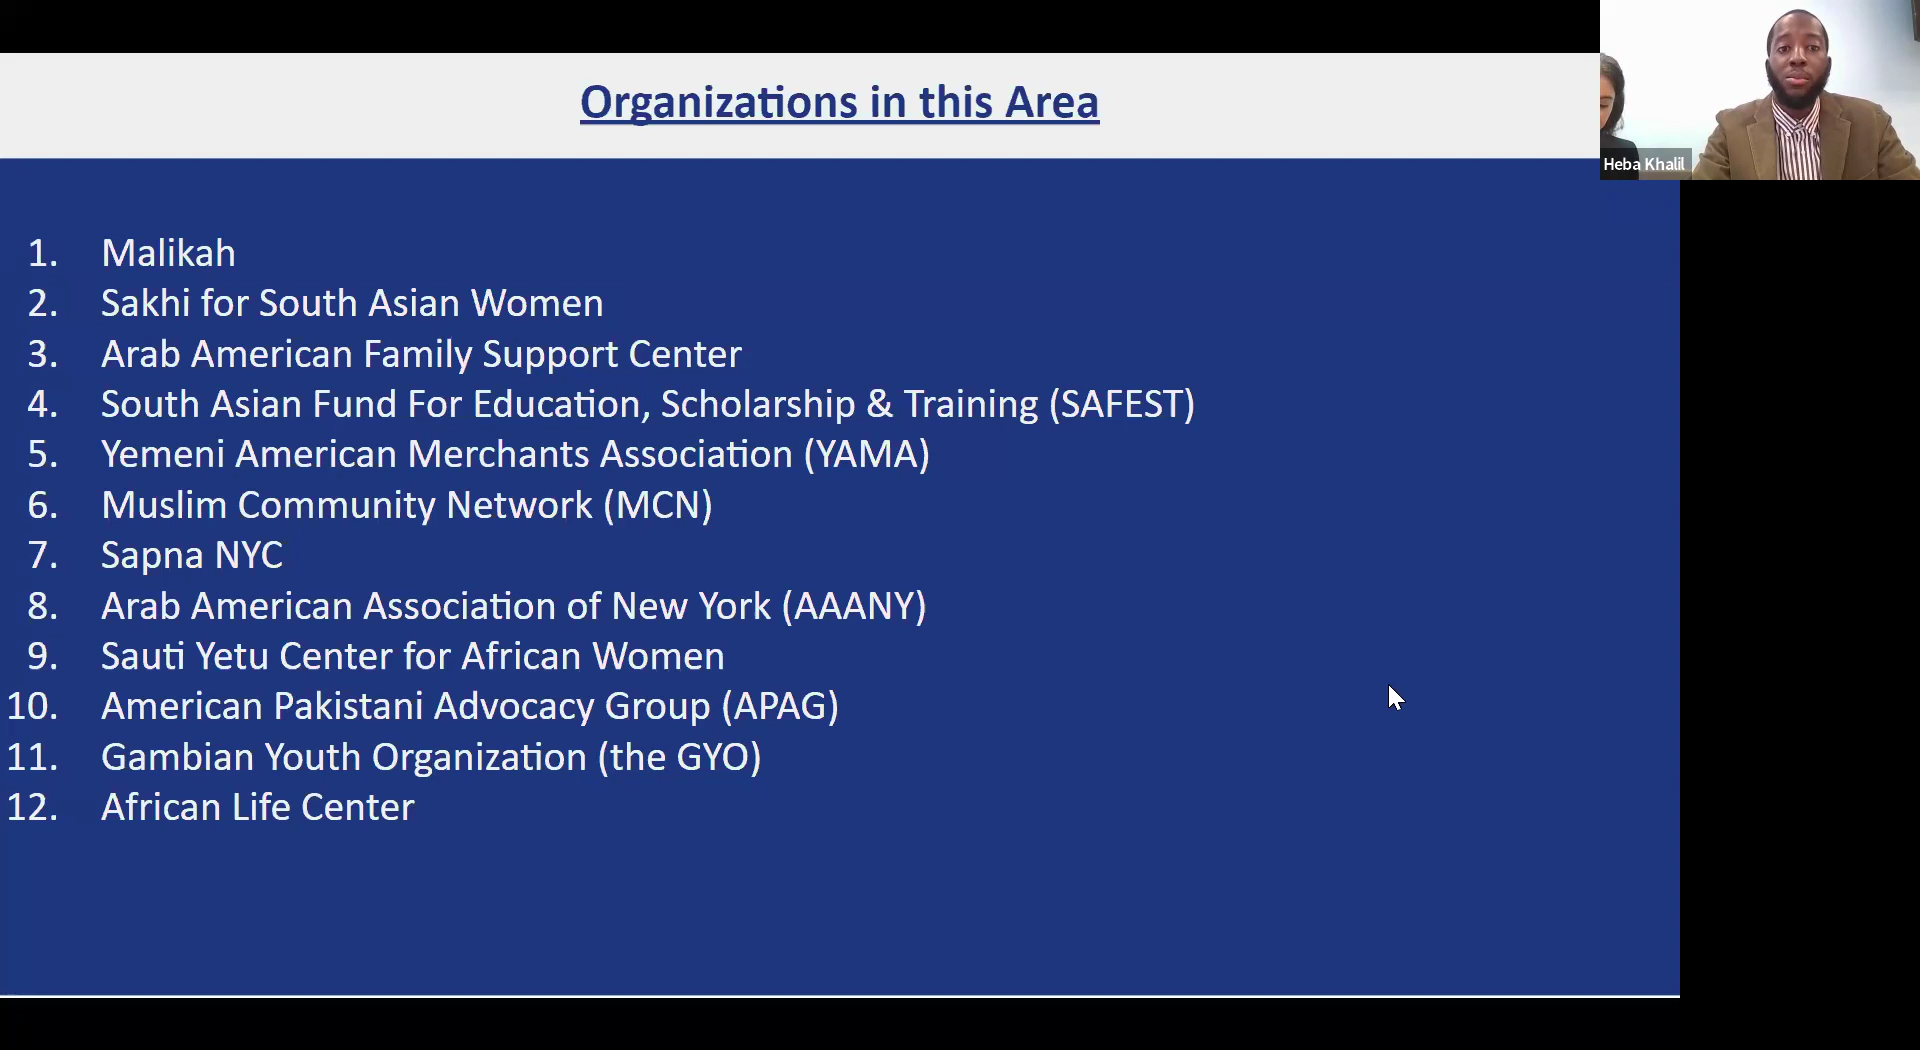 Organizations in this Area
Heba Khalil
1. Malikah
2. Sakhi for South Asian Women
3. Arab American Family Support Center
4. South Asian Fund For Education, Scholarship & Training (SAFEST)
5. Yemeni American Merchants Association (YAMA)
6. Muslim Community Network (MCN)
7. Sapna NYC
8. Arab American Association of New York (AAANY)
9. Sauti Yetu Center for African Women
10. American Pakistani Advocacy Group (APAG)
11. Gambian Youth Organization (the GYO)
12. African Life Center